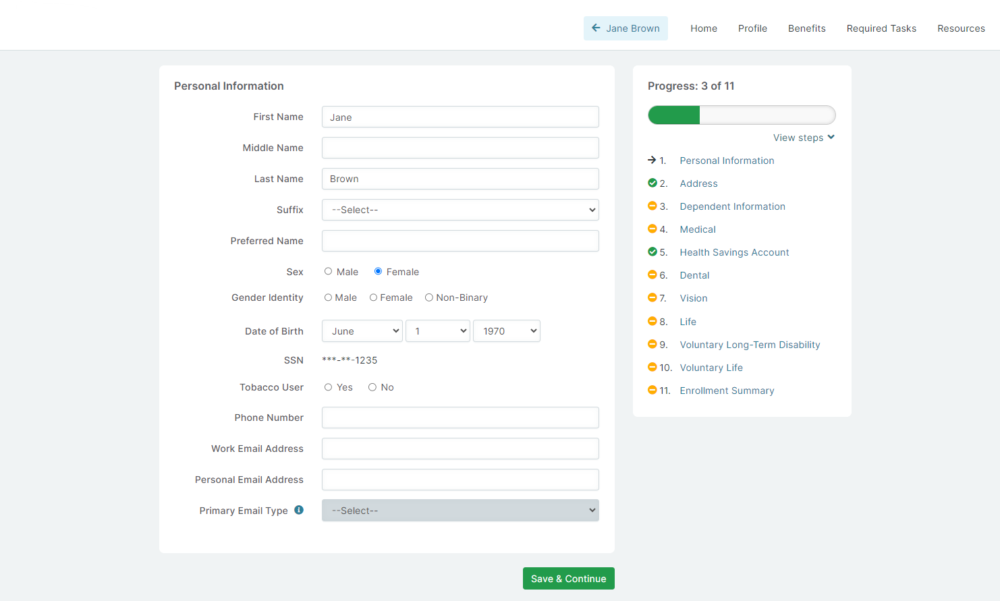 Jane Brown
Home
Profile
Benefits
Required Tasks
Resources
Personal Information
First Name
Jane
Middle Name
Last Name
Brown
Suffix
--Select--
Preferred Name
Sex
Male
Female
Gender Identity
Male
Female
Non-Binary
Date of Birth
June
1
1970
SSN
***-**-1235
Tobacco User
Yes
No
Phone Number
Work Email Address
Personal Email Address
Primary Email Type
--Select--
Save & Continue
Progress: 3 of 11
View steps
1. Personal Information
2. Address
3. Dependent Information
4. Medical
5. Health Savings Account
6. Dental
7. Vision
8. Life
9. Voluntary Long-Term Disability
10. Voluntary Life
11. Enrollment Summary